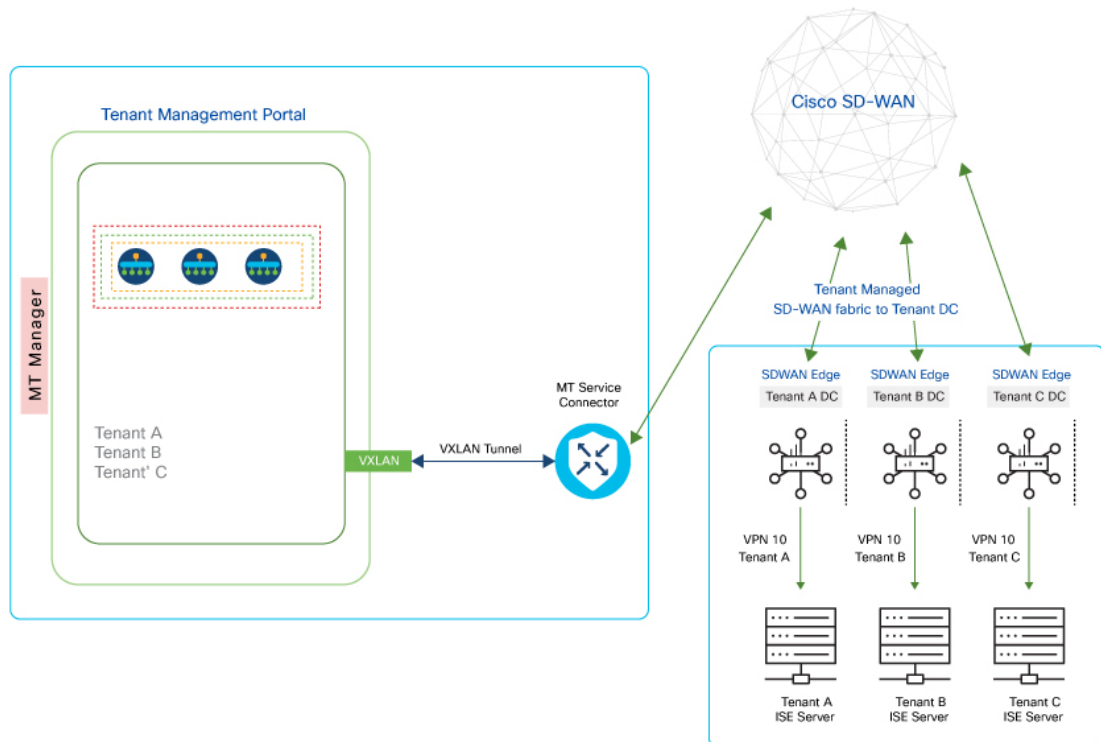 Cisco SD-WAN
Tenant Management Portal
MT Manager
Tenant A
Tenant B
Tenant' C
VXLAN
VXLAN Tunnel
MT Service
Connector
Tenant Managed
SD-WAN fabric to Tenant DC
SDWAN Edge
Tenant A DC
SDWAN Edge
Tenant B DC
SDWAN Edge
Tenant C DC
VPN 10
Tenant A
VPN 10
Tenant B
VPN 10
Tenant C
Tenant A
ISE Server
Tenant B
ISE Server
Tenant C
ISE Server